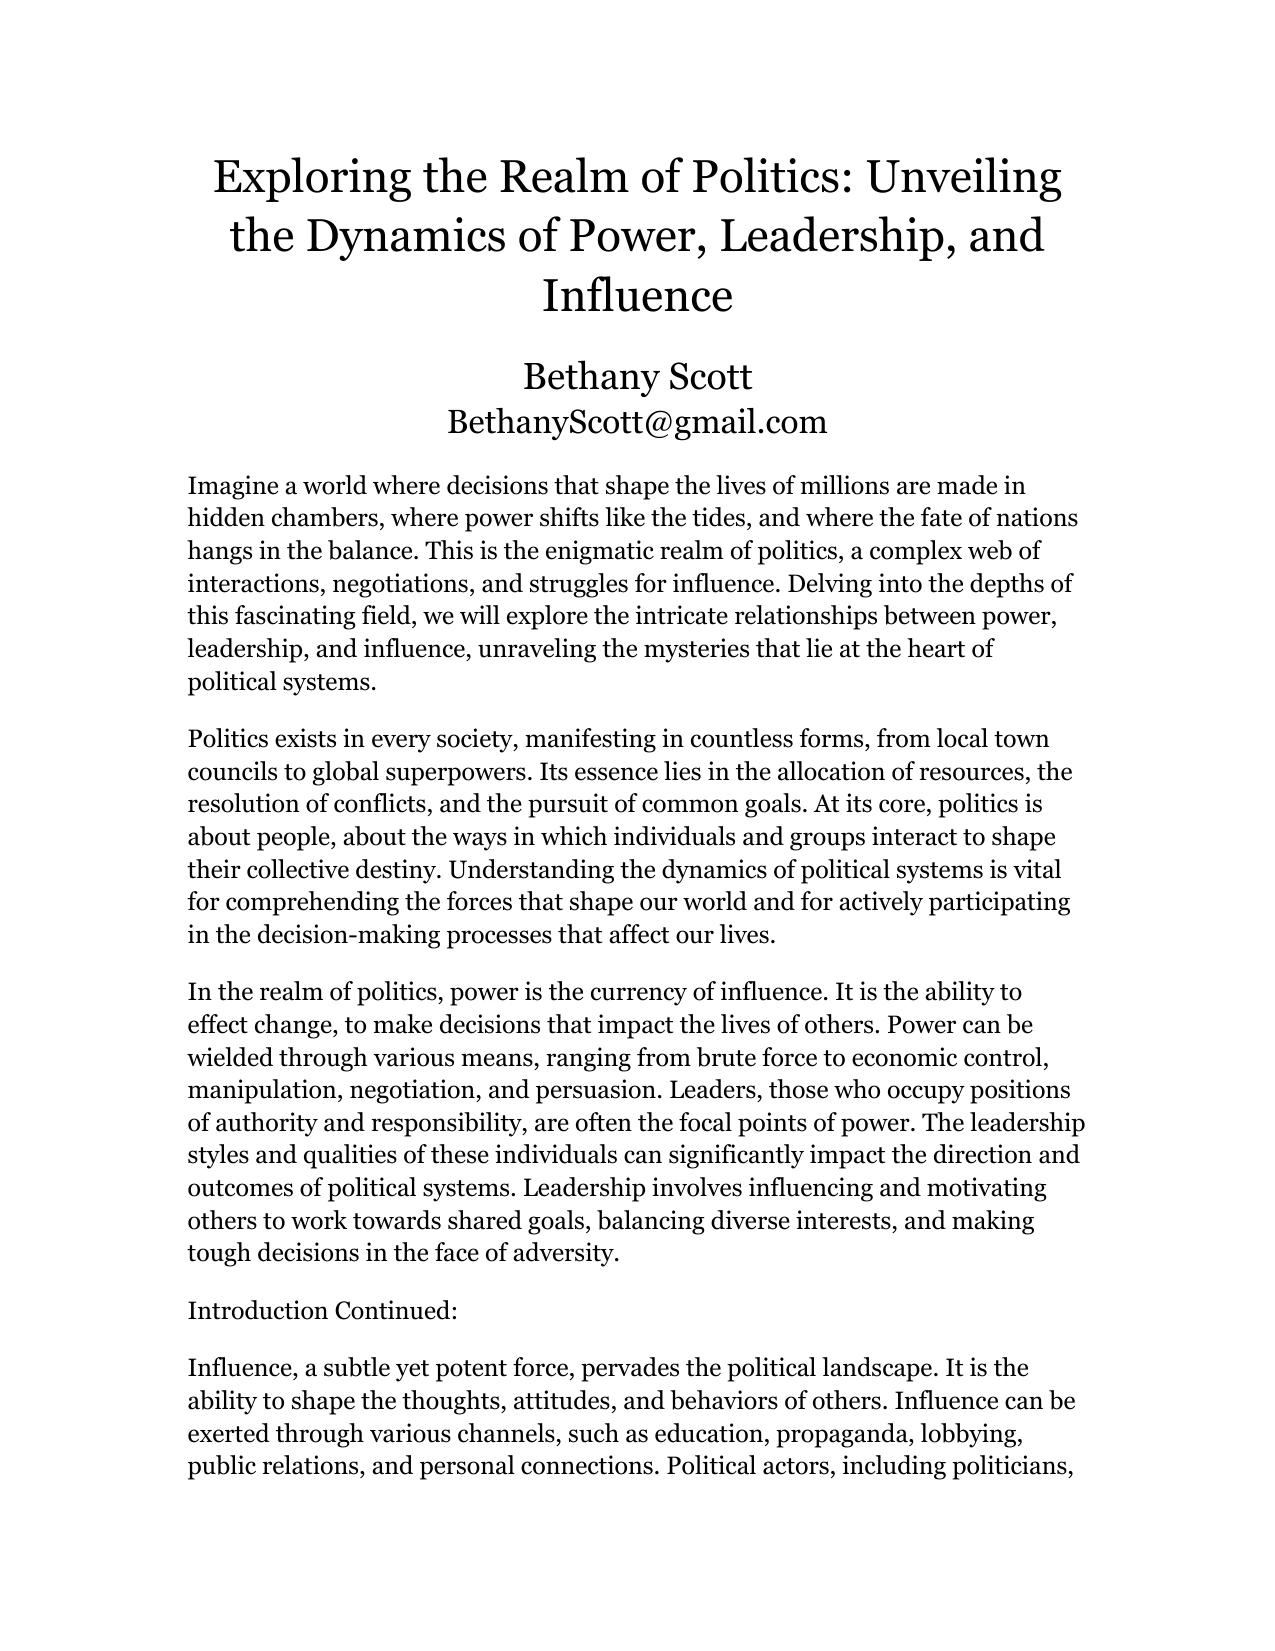 Exploring the Realm of Politics: Unveiling
the Dynamics of Power, Leadership, and
Influence
Bethany Scott
BethanyScott@gmail.com
Imagine a world where decisions that shape the lives of millions are made in
hidden chambers, where power shifts like the tides, and where the fate of nations
hangs in the balance. This is the enigmatic realm of politics, a complex web of
interactions, negotiations, and struggles for influence. Delving into the depths of
this fascinating field, we will explore the intricate relationships between power,
leadership, and influence, unraveling the mysteries that lie at the heart of
political systems.
Politics exists in every society, manifesting in countless forms, from local town
councils to global superpowers. Its essence lies in the allocation of resources, the
resolution of conflicts, and the pursuit of common goals. At its core, politics is
about people, about the ways in which individuals and groups interact to shape
their collective destiny. Understanding the dynamics of political systems is vital
for comprehending the forces that shape our world and for actively participating
in the decision-making processes that affect our lives.
In the realm of politics, power is the currency of influence. It is the ability to
effect change, to make decisions that impact the lives of others. Power can be
wielded through various means, ranging from brute force to economic control,
manipulation, negotiation, and persuasion. Leaders, those who occupy positions
of authority and responsibility, are often the focal points of power. The leadership
styles and qualities of these individuals can significantly impact the direction and
outcomes of political systems. Leadership involves influencing and motivating
others to work towards shared goals, balancing diverse interests, and making
tough decisions in the face of adversity.
Introduction Continued:
Influence, a subtle yet potent force, pervades the political landscape. It is the
ability to shape the thoughts, attitudes, and behaviors of others. Influence can be
exerted through various channels, such as education, propaganda, lobbying,
public relations, and personal connections. Political actors, including politicians,